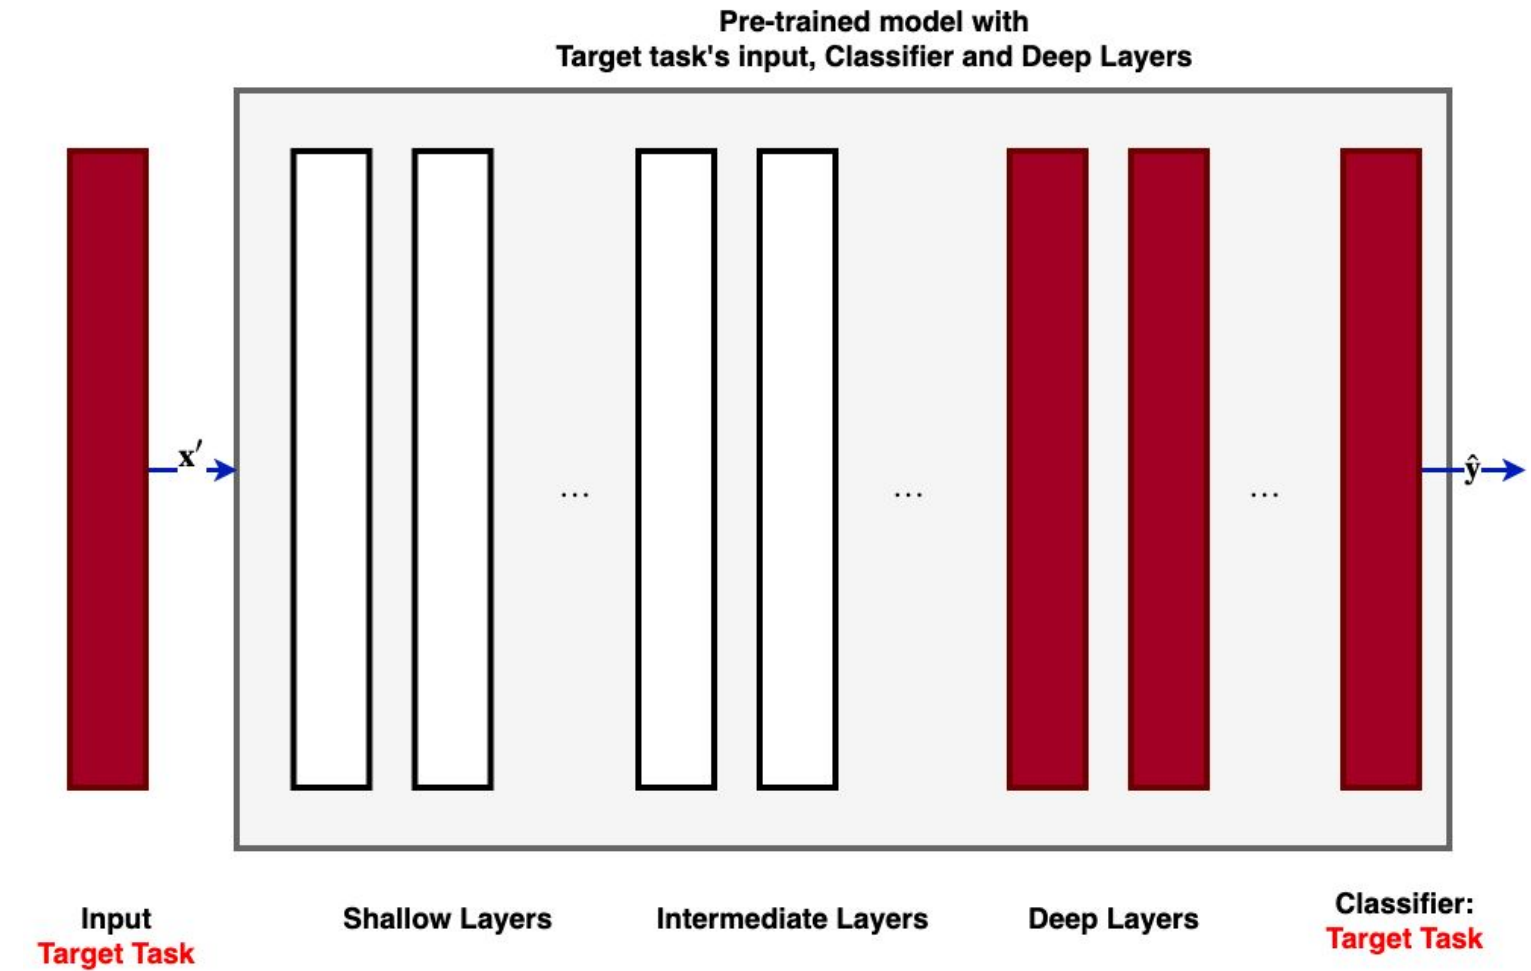 Pre-trained model with
Target task's input, Classifier and Deep Layers
x′
...
...
...
ŷ
Input
Target Task
Shallow Layers
Intermediate Layers
Deep Layers
Classifier:
Target Task